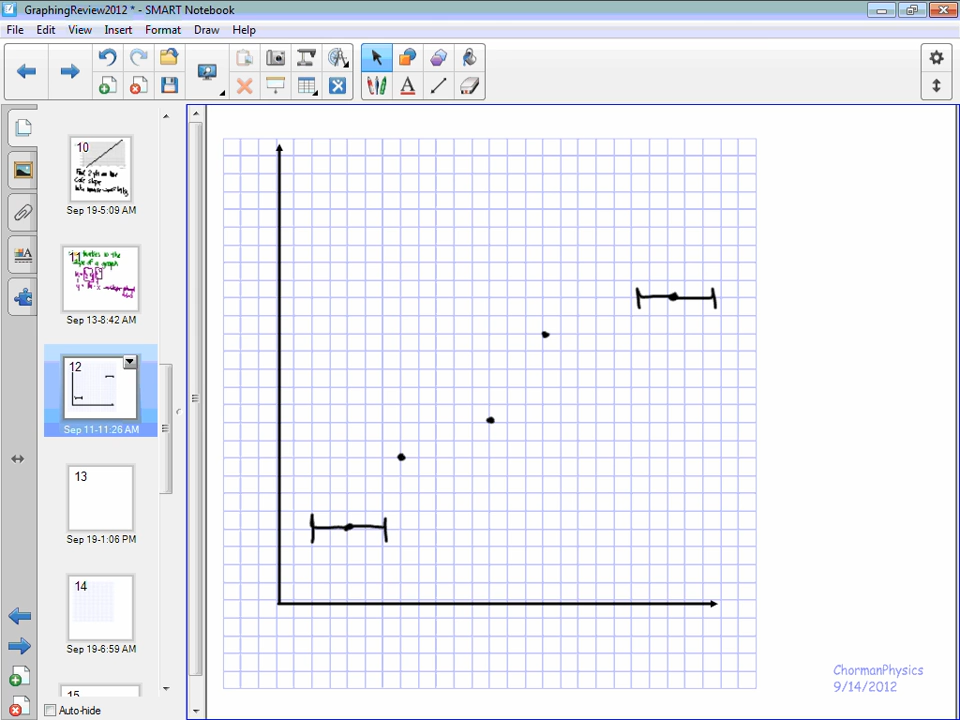 GraphingReview2012 * - SMART Notebook
File Edit View Insert Format Draw Help
10
Sep 19-5:09 AM
11
Sep 13-8:42 AM
12
Sep 11-11:26 AM
13
Sep 19-1:06 PM
14
Sep 19-6:59 AM
15
Auto-hide
ChormanPhysics
9/14/2012